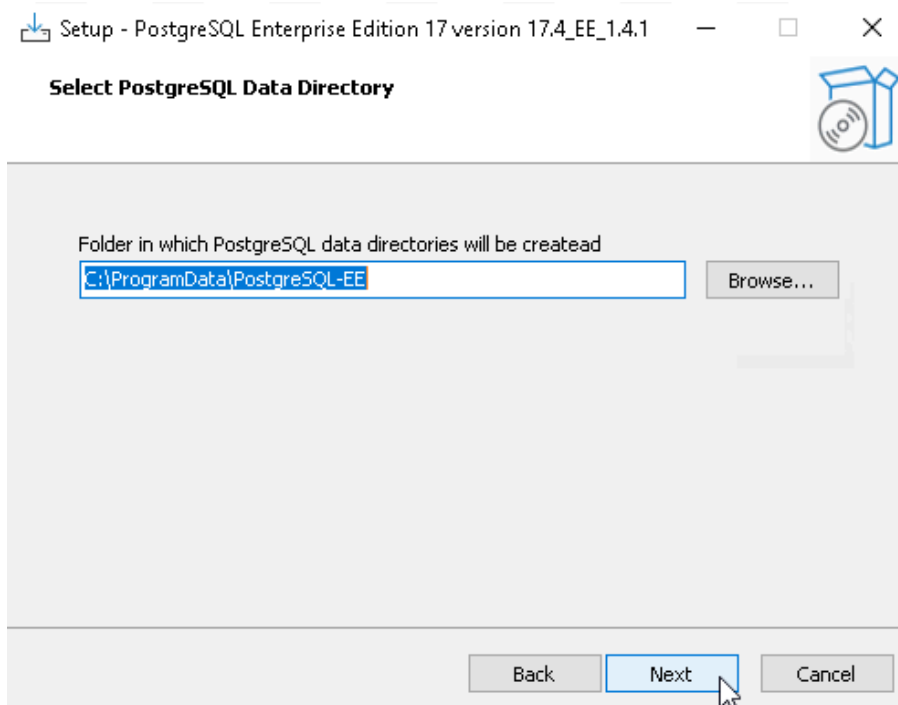 Setup - PostgreSQL Enterprise Edition 17 version 17.4_EE_1.4.1
Select PostgreSQL Data Directory
Folder in which PostgreSQL data directories will be createad
C:\ProgramData\PostgreSQL-EE
Browse...
Back
Next
Cancel